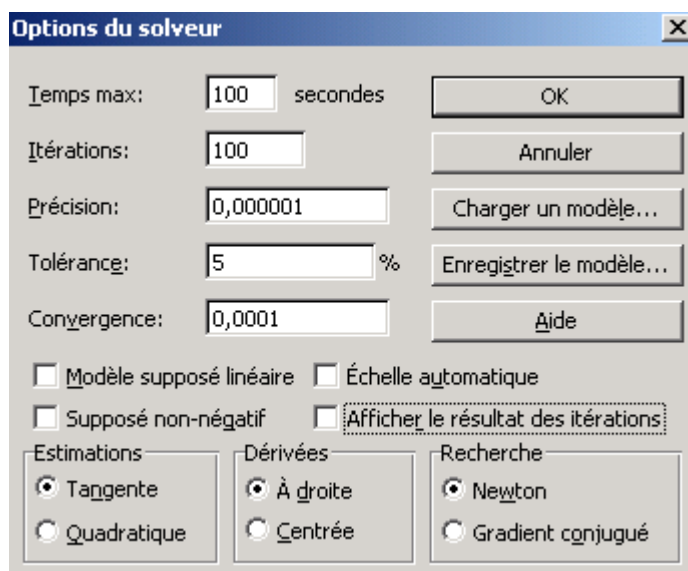 Options du solveur
Temps max: 100 secondes OK
Itérations: 100 Annuler
Précision: 0,000001 Charger un modèle...
Tolérance: 5 % Enregistrer le modèle...
Convergence: 0,0001 Aide
Modèle supposé linéaire Échelle automatique
Supposé non-négatif Afficher le résultat des itérations
Estimations Dérivées Recherche
Tangente À droite Newton
Quadratique Centrée Gradient conjugué